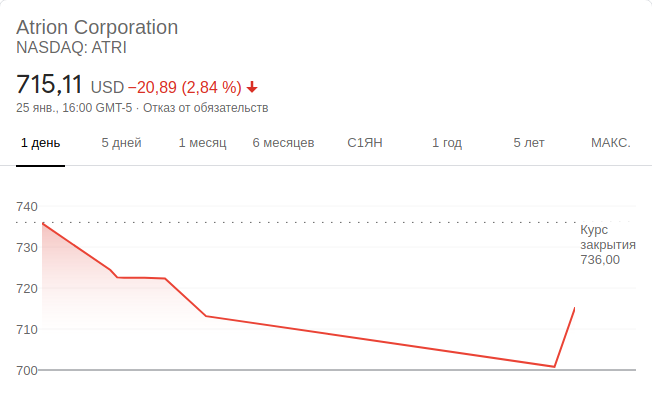 Atrion Corporation
NASDAQ: ATRI
715,11 USD −20,89 (2,84 %)
25 янв., 16:00 GMT-5 · Отказ от обязательств
1 день 5 дней 1 месяц 6 месяцев С1ЯН 1 год 5 лет МАКС.
740
Курс
закрытия
736,00
730
720
710
700